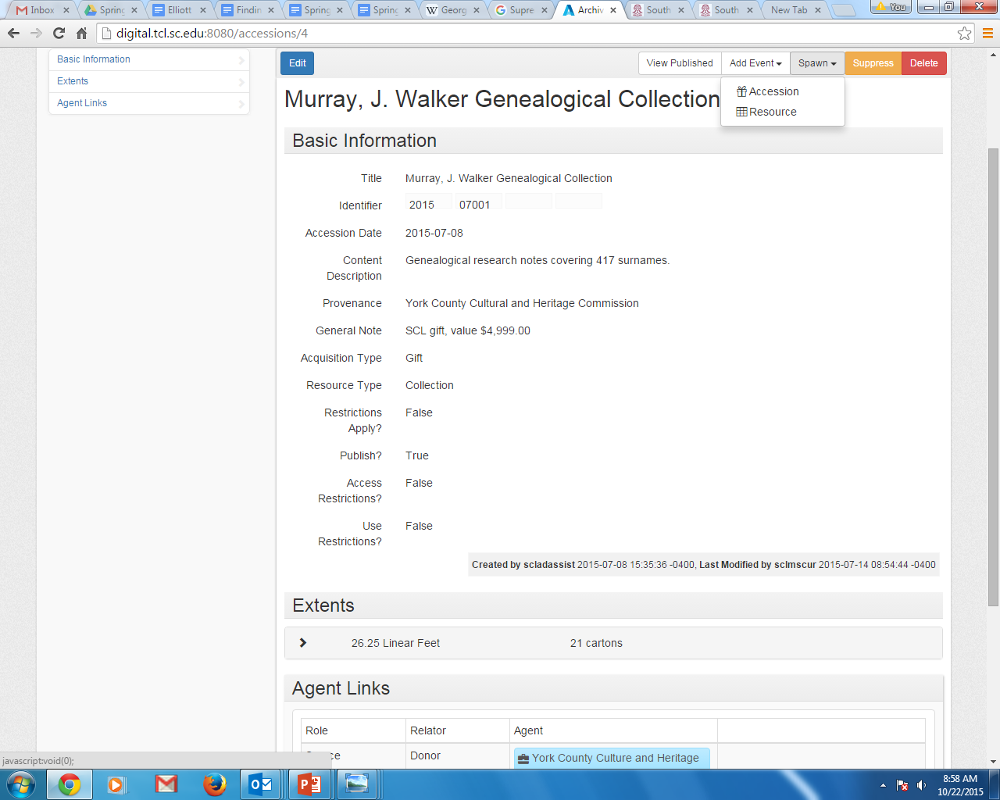 Inbox
Spring
Elliott
Findin
Spring
Spring
Georg
Supre
Archiv
South
South
New Tab
You
digital.tcl.sc.edu:8080/accessions/4
Basic Information
Extents
Agent Links
Edit
View Published
Add Event
Spawn
Suppress
Delete
Accession
Resource
Murray, J. Walker Genealogical Collection
Basic Information
Title Murray, J. Walker Genealogical Collection
Identifier 2015 07001
Accession Date 2015-07-08
Content Description Genealogical research notes covering 417 surnames.
Provenance York County Cultural and Heritage Commission
General Note SCL gift, value $4,999.00
Acquisition Type Gift
Resource Type Collection
Restrictions Apply? False
Publish? True
Access Restrictions? False
Use Restrictions? False
Created by scladassist 2015-07-08 15:35:36 -0400, Last Modified by sclmscur 2015-07-14 08:54:44 -0400
Extents
26.25 Linear Feet 21 cartons
Agent Links
Role Relator Agent
Donor York County Culture and Heritage
javascript:void(0);
8:58 AM
10/22/2015